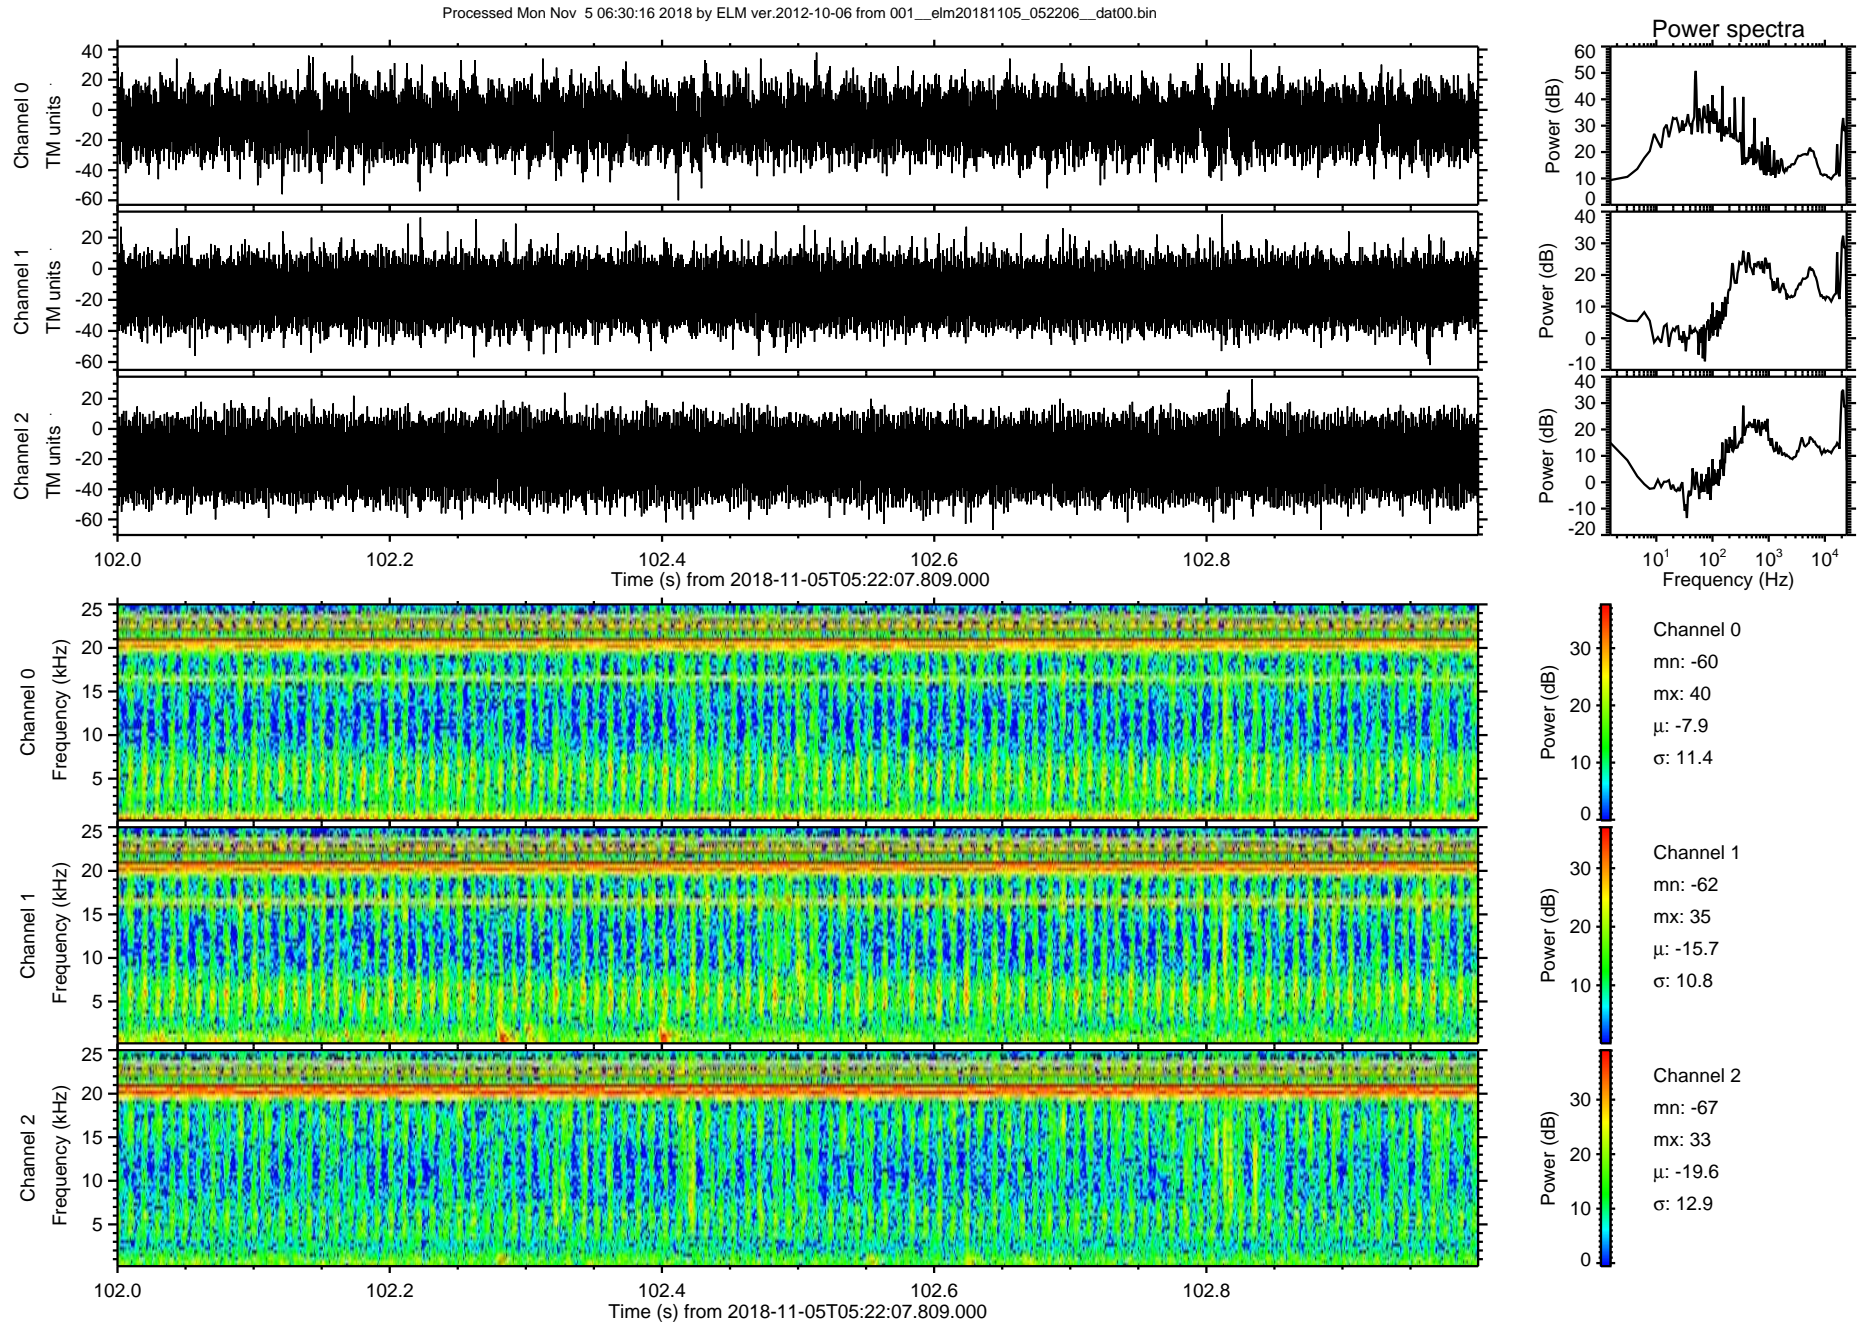 Processed Mon Nov  5 06:30:16 2018 by ELM ver.2012-10-06 from 001__elm20181105_052206__dat00.bin
Power spectra
Channel 0
TM units
40
20
0
-20
-40
-60
Power (dB)
60
50
40
30
20
10
0
Channel 1
TM units
20
0
-20
-40
-60
Power (dB)
40
30
20
10
0
-10
Channel 2
TM units
20
0
-20
-40
-60
Power (dB)
40
30
20
10
0
-10
-20
102.0 102.2 102.4 102.6 102.8
Time (s) from 2018-11-05T05:22:07.809.000
10^1 10^2 10^3 10^4
Frequency (Hz)
Channel 0
Frequency (kHz)
25
20
15
10
5
Power (dB)
30
20
10
0
Channel 0
mn: -60
mx: 40
μ: -7.9
σ: 11.4
Channel 1
Frequency (kHz)
25
20
15
10
5
Power (dB)
30
20
10
Channel 1
mn: -62
mx: 35
μ: -15.7
σ: 10.8
Channel 2
Frequency (kHz)
25
20
15
10
5
Power (dB)
30
20
10
0
Channel 2
mn: -67
mx: 33
μ: -19.6
σ: 12.9
102.0 102.2 102.4 102.6 102.8
Time (s) from 2018-11-05T05:22:07.809.000